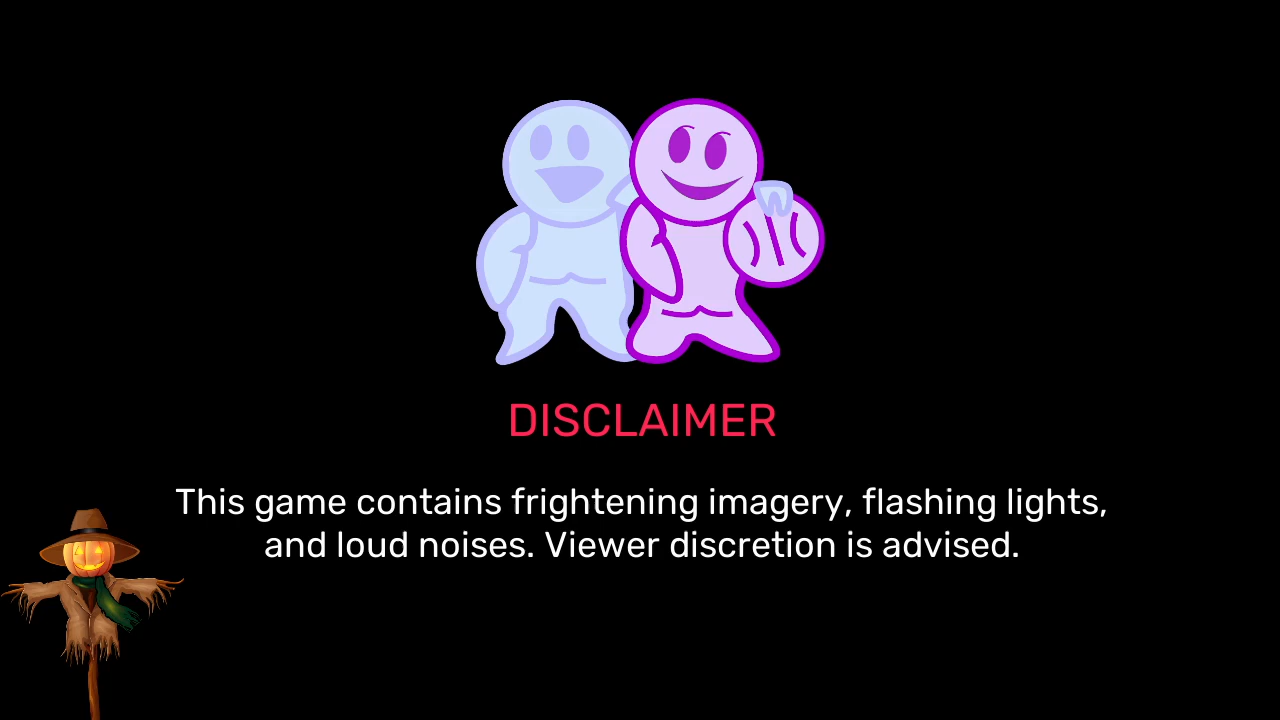 DISCLAIMER
This game contains frightening imagery, flashing lights,
and loud noises. Viewer discretion is advised.